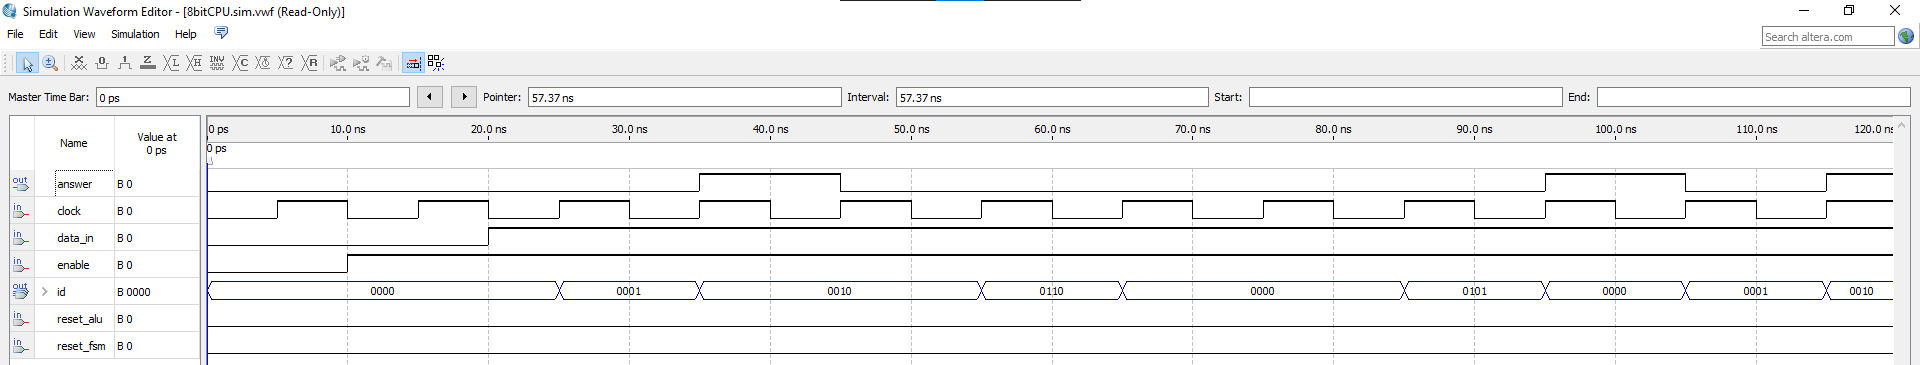 Simulation Waveform Editor - [8bitCPU.sim.vwf (Read-Only)]
File Edit View Simulation Help
Search altera.com
Master Time Bar: 0 ps Pointer: 57.37 ns Interval: 57.37 ns Start: End:
Name Value at 0 ps
0 ps 10.0 ns 20.0 ns 30.0 ns 40.0 ns 50.0 ns 60.0 ns 70.0 ns 80.0 ns 90.0 ns 100.0 ns 110.0 ns 120.0 ns
0 ps
out answer B 0
in clock B 0
in data_in B 0
in enable B 0
out id B 0000 0000 0001 0010 0110 0000 0101 0000 0001 0010
in reset_alu B 0
in reset_fsm B 0